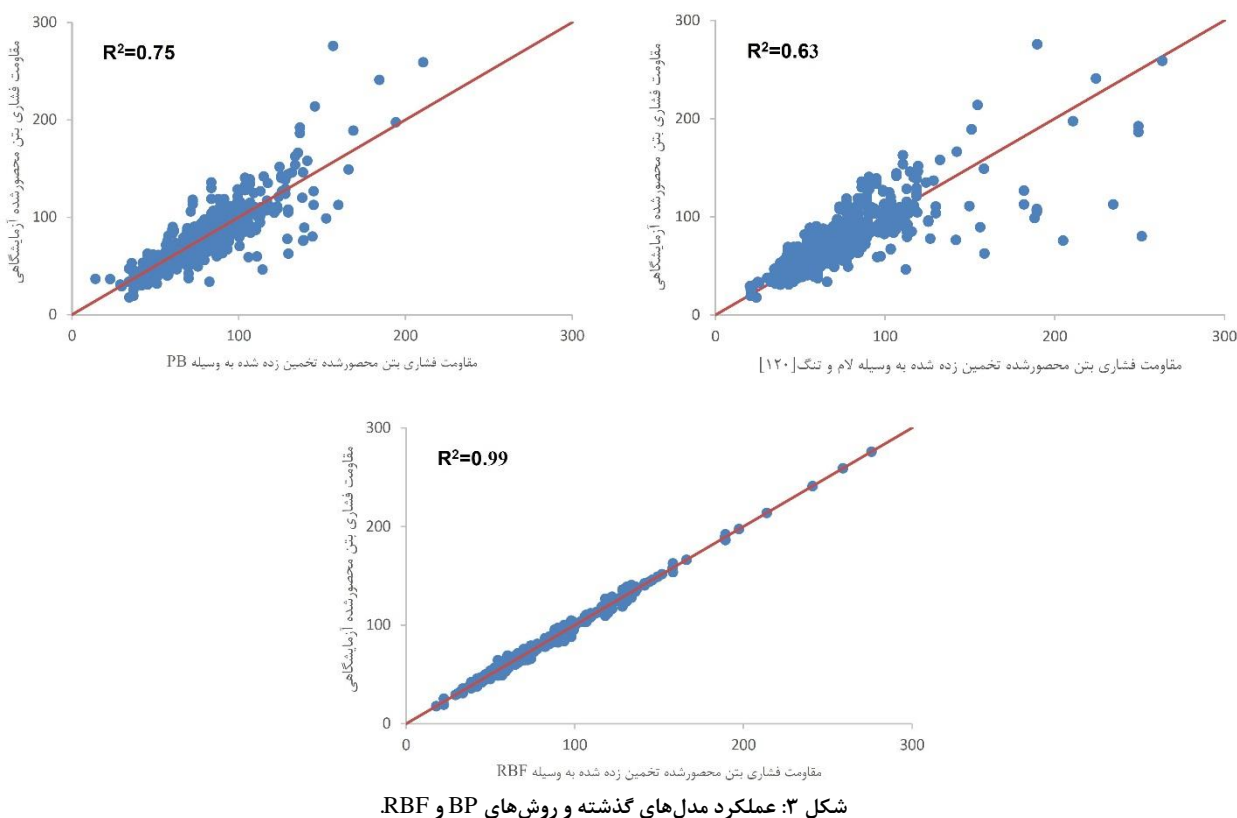 مقاومت فشاری بتن محصورشده آزمایشگاهی
300
200
100
0
R²=0.75
0 100 200 300
مقاومت فشاری بتن محصورشده تخمین زده شده به وسیله PB
مقاومت فشاری بتن محصورشده آزمایشگاهی
300
200
100
0
R²=0.63
0 100 200 300
مقاومت فشاری بتن محصورشده تخمین زده شده به وسیله لام و تنگ[۱۲۰]
مقاومت فشاری بتن محصورشده آزمایشگاهی
300
200
100
0
R²=0.99
0 100 200 300
مقاومت فشاری بتن محصورشده تخمین زده شده به وسیله RBF
شکل ۳: عملکرد مدل‌های گذشته و روش‌های BP و RBF.